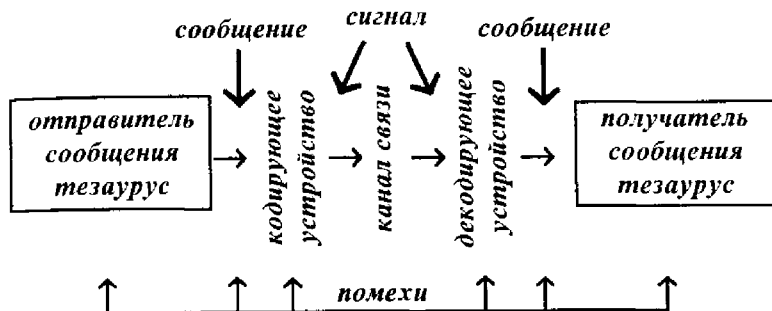 сообщение
сигнал
сообщение
отправитель
сообщения
тезаурус
кодирующее
устройство
канал связи
декодирующее
устройство
получатель
сообщения
тезаурус
помехи